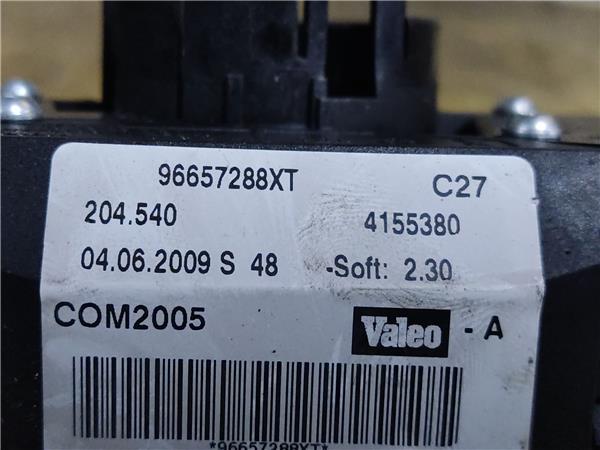 96657288XT C27
204.540 4155380
04.06.2009 S 48 -Soft: 2.30
COM2005 Valeo - A
*96657288XT*